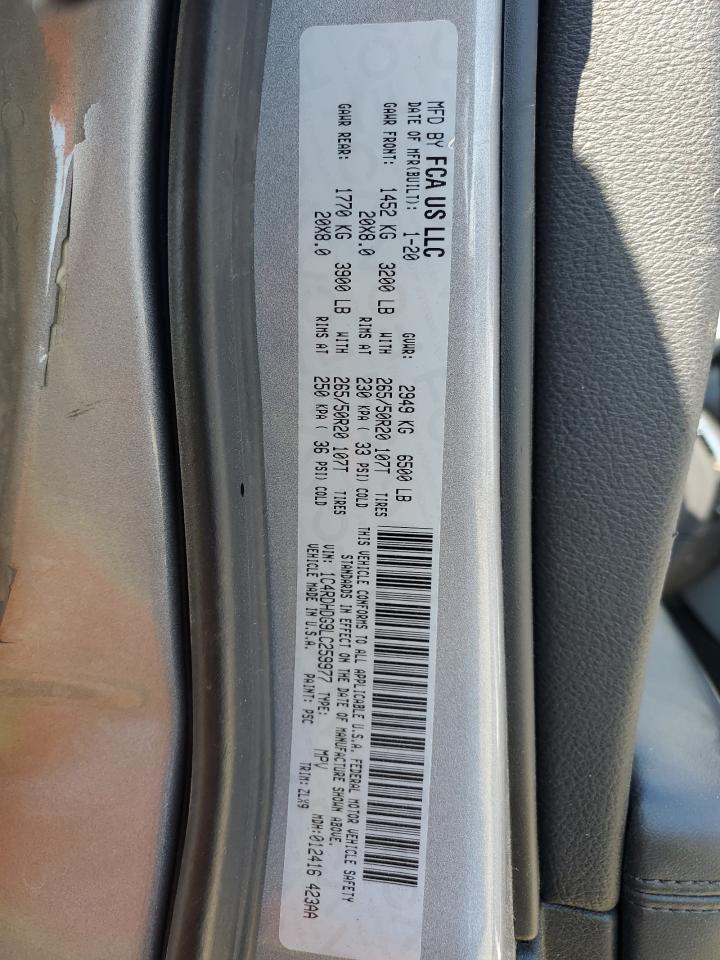 MFD BY FCA US LLC
DATE OF MFR(BUILT): 1-20 GVWR: 2949 KG 6500 LB
GAWR FRONT: 1452 KG 3200 LB WITH 265/50R20 107T TIRES
20X8.0 RIMS AT 230 KPA( 33 PSI) COLD
GAWR REAR: 1770 KG 3900 LB WITH 265/50R20 107T TIRES
20X8.0 RIMS AT 250 KPA( 36 PSI) COLD
THIS VEHICLE CONFORMS TO ALL APPLICABLE U.S.A. FEDERAL MOTOR VEHICLE SAFETY
STANDARDS IN EFFECT ON THE DATE OF MANUFACTURE SHOWN ABOVE.
VIN: 1C4RDHDG9LC259977 TYPE: MPV MDH:012416 423AA
VEHICLE MADE IN U.S.A. PAINT: PSC TRIM: ZLX9